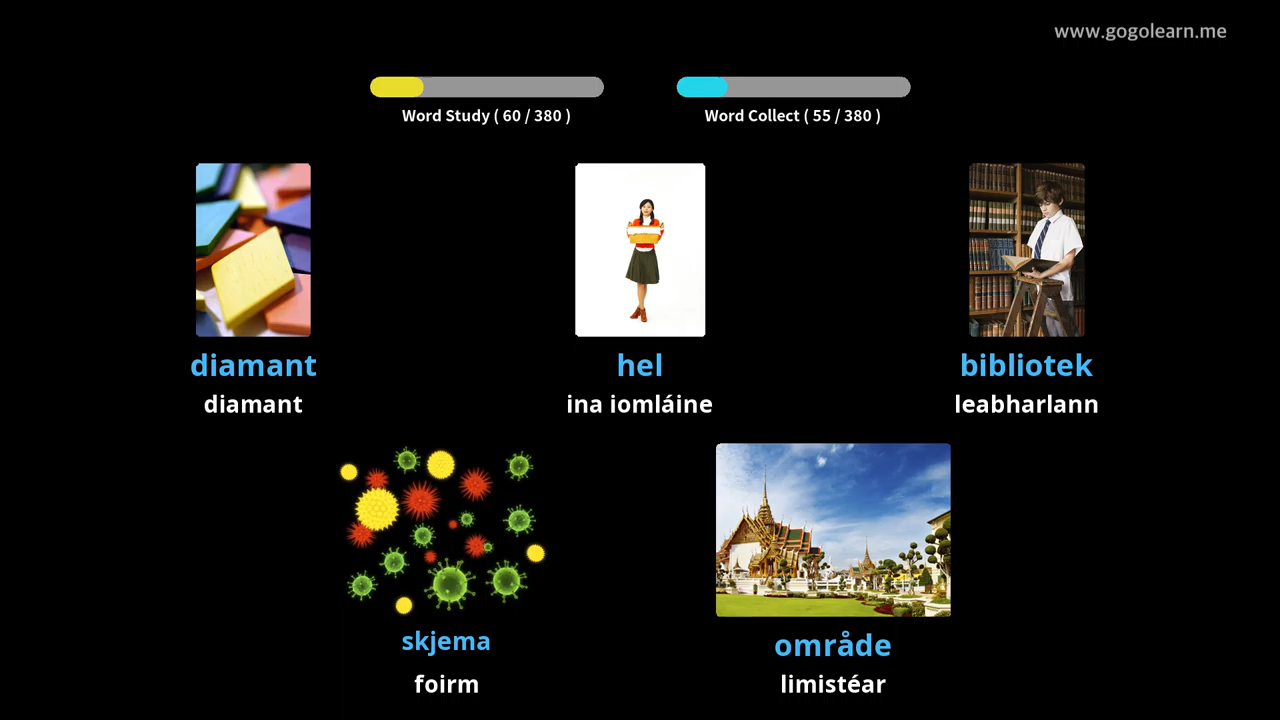 www.gogolearn.me
Word Study ( 60 / 380 )
Word Collect ( 55 / 380 )
diamant
diamant
hel
ina iomláine
bibliotek
leabharlann
skjema
foirm
område
limistéar